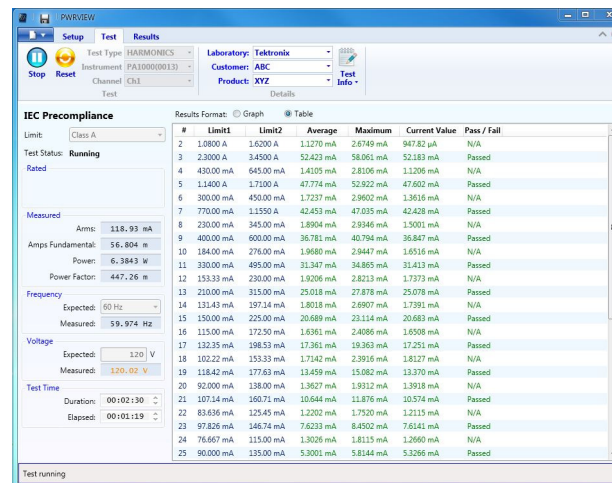 PWRVIEW
Setup Test Results
Stop
Reset
Test Type HARMONICS
Instrument PA1000(0013)
Channel Ch1
Test
Laboratory: Tektronix
Customer: ABC
Product: XYZ
Test Info
Details
IEC Precompliance
Limit: Class A
Test Status: Running
Rated
Measured
Arms: 118.93 mA
Amps Fundamental: 56.804 m
Power: 6.3843 W
Power Factor: 447.26 m
Frequency
Expected: 60 Hz
Measured: 59.974 Hz
Voltage
Expected: 120 V
Measured: 120.02 V
Test Time
Duration: 00:02:30
Elapsed: 00:01:19
Results Format: Graph Table
# Limit1 Limit2 Average Maximum Current Value Pass / Fail
2 1.0800 A 1.6200 A 1.1270 mA 2.6749 mA 947.82 µA N/A
3 2.3000 A 3.4500 A 52.423 mA 58.061 mA 52.183 mA Passed
4 430.00 mA 645.00 mA 1.4105 mA 2.8106 mA 1.1206 mA N/A
5 1.1400 A 1.7100 A 47.774 mA 52.922 mA 47.602 mA Passed
6 300.00 mA 450.00 mA 1.7237 mA 2.9602 mA 1.3616 mA N/A
7 770.00 mA 1.1550 A 42.453 mA 47.035 mA 42.428 mA Passed
8 230.00 mA 345.00 mA 1.8904 mA 2.9346 mA 1.5001 mA N/A
9 400.00 mA 600.00 mA 36.781 mA 40.794 mA 36.847 mA Passed
10 184.00 mA 276.00 mA 1.9680 mA 2.9447 mA 1.6516 mA N/A
11 330.00 mA 495.00 mA 31.347 mA 34.865 mA 31.413 mA Passed
12 153.33 mA 230.00 mA 1.9206 mA 2.8213 mA 1.7373 mA N/A
13 210.00 mA 315.00 mA 25.018 mA 27.878 mA 25.078 mA Passed
14 131.43 mA 197.14 mA 1.8018 mA 2.6907 mA 1.7391 mA N/A
15 150.00 mA 225.00 mA 20.689 mA 23.114 mA 20.683 mA Passed
16 115.00 mA 172.50 mA 1.6361 mA 2.4086 mA 1.6508 mA N/A
17 132.35 mA 198.53 mA 17.361 mA 19.363 mA 17.251 mA Passed
18 102.22 mA 153.33 mA 1.7142 mA 2.3916 mA 1.8127 mA N/A
19 118.42 mA 177.63 mA 13.459 mA 15.082 mA 13.370 mA Passed
20 92.000 mA 138.00 mA 1.3627 mA 1.9312 mA 1.3918 mA N/A
21 107.14 mA 160.71 mA 10.644 mA 11.876 mA 10.574 mA Passed
22 83.636 mA 125.45 mA 1.2202 mA 1.7520 mA 1.2115 mA N/A
23 97.826 mA 146.74 mA 7.6233 mA 8.4502 mA 7.6141 mA Passed
24 76.667 mA 115.00 mA 1.3026 mA 1.8115 mA 1.2660 mA N/A
25 90.000 mA 135.00 mA 5.3001 mA 5.8144 mA 5.3266 mA Passed
Test running